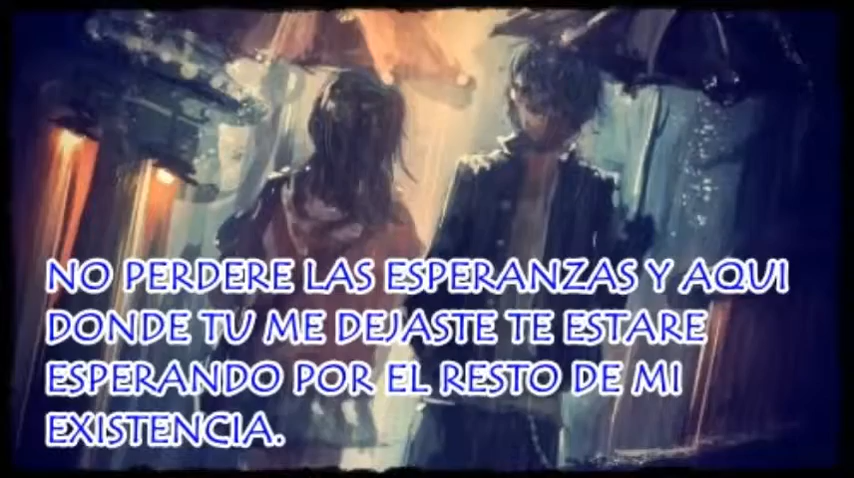 NO PERDERE LAS ESPERANZAS Y AQUI
DONDE TU ME DEJASTE TE ESTARE
ESPERANDO POR EL RESTO DE MI
EXISTENCIA.